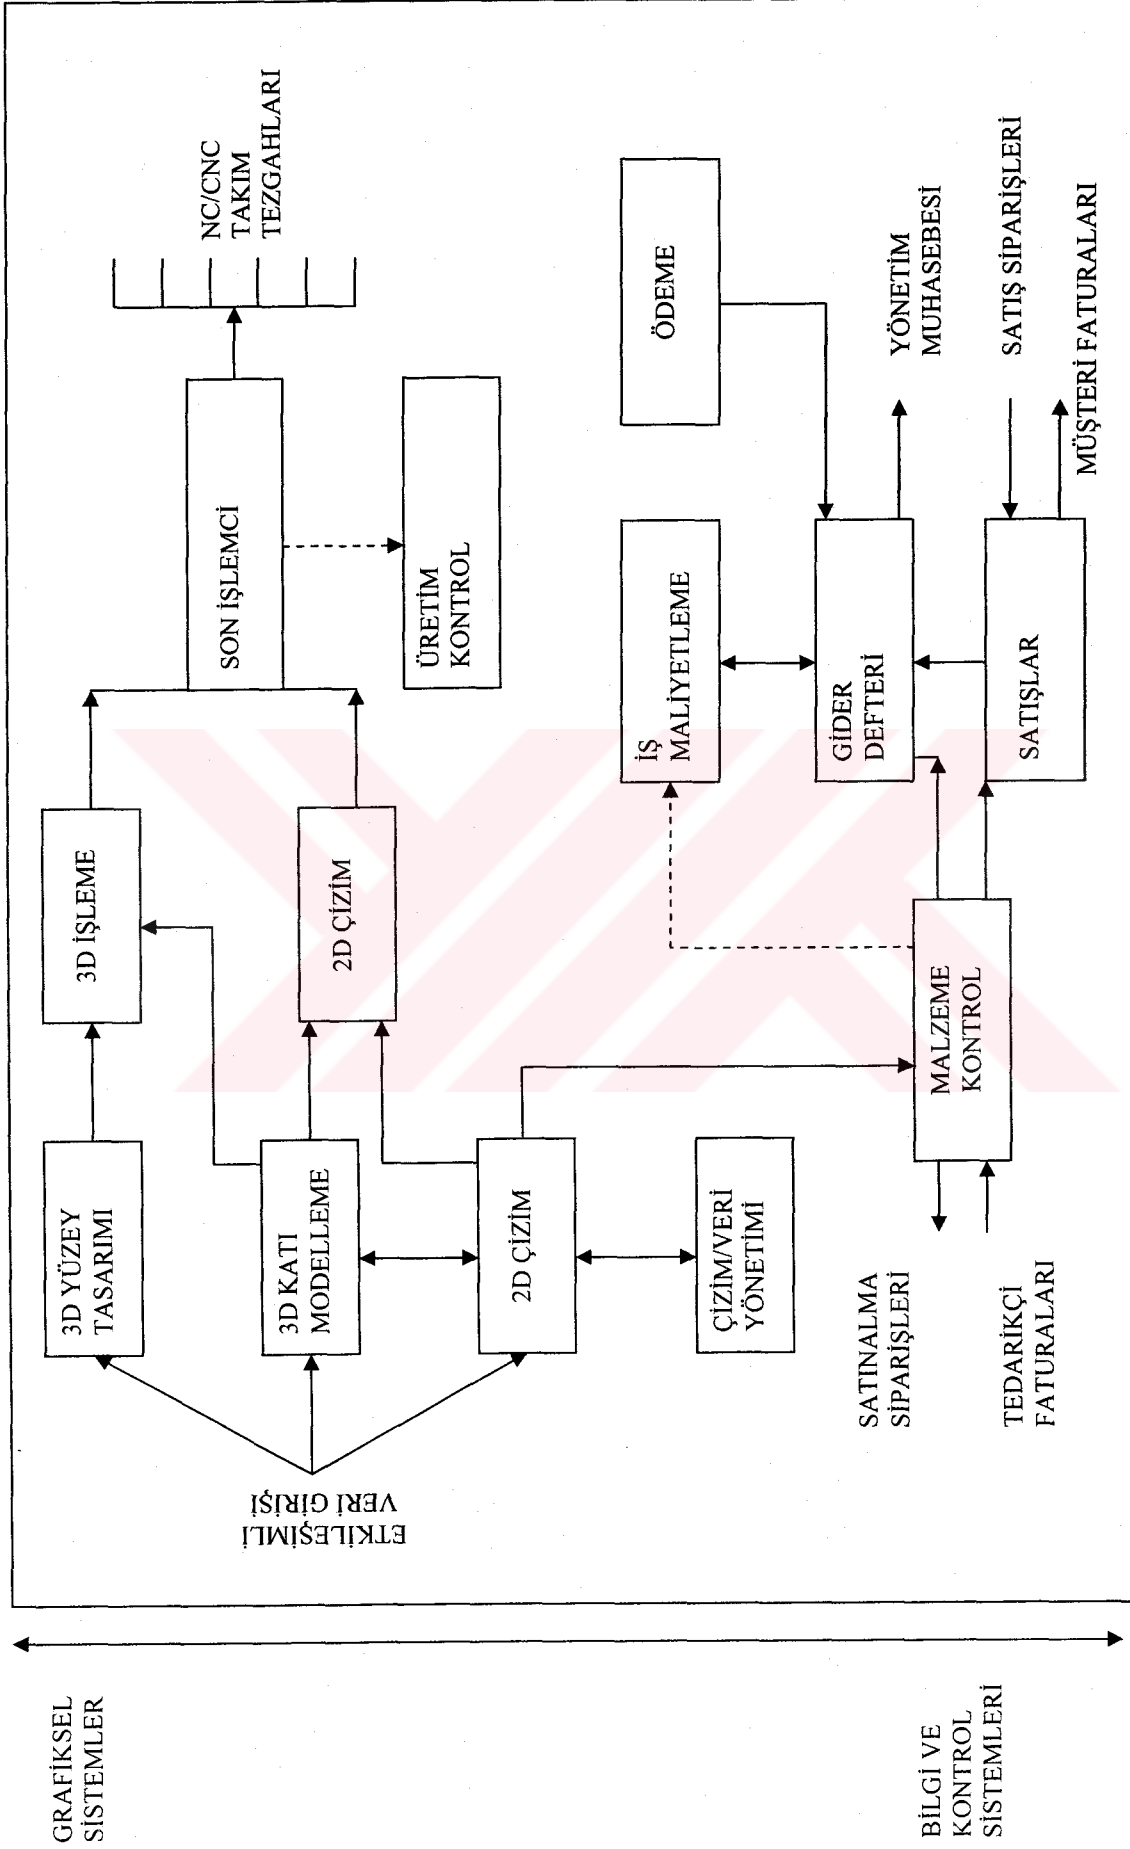 GRAFİKSEL
SİSTEMLER
BİLGİ VE
KONTROL
SİSTEMLERİ
ETKİLEŞİMLİ
VERİ GİRİŞİ
3D YÜZEY
TASARIMI
3D KATI
MODELLEME
2D ÇİZİM
ÇİZİM/VERİ
YÖNETİMİ
3D İŞLEME
2D ÇİZİM
SON İŞLEMCİ
ÜRETİM
KONTROL
NC/CNC
TAKIM
TEZGAHLARI
SATINALMA
SİPARİŞLERİ
TEDARİKÇİ
FATURALARI
MALZEME
KONTROL
İŞ
MALİYETLEME
GİDER
DEFTERİ
SATIŞLAR
ÖDEME
YÖNETİM
MUHASEBESİ
SATIŞ SİPARİŞLERİ
MÜŞTERİ FATURALARI